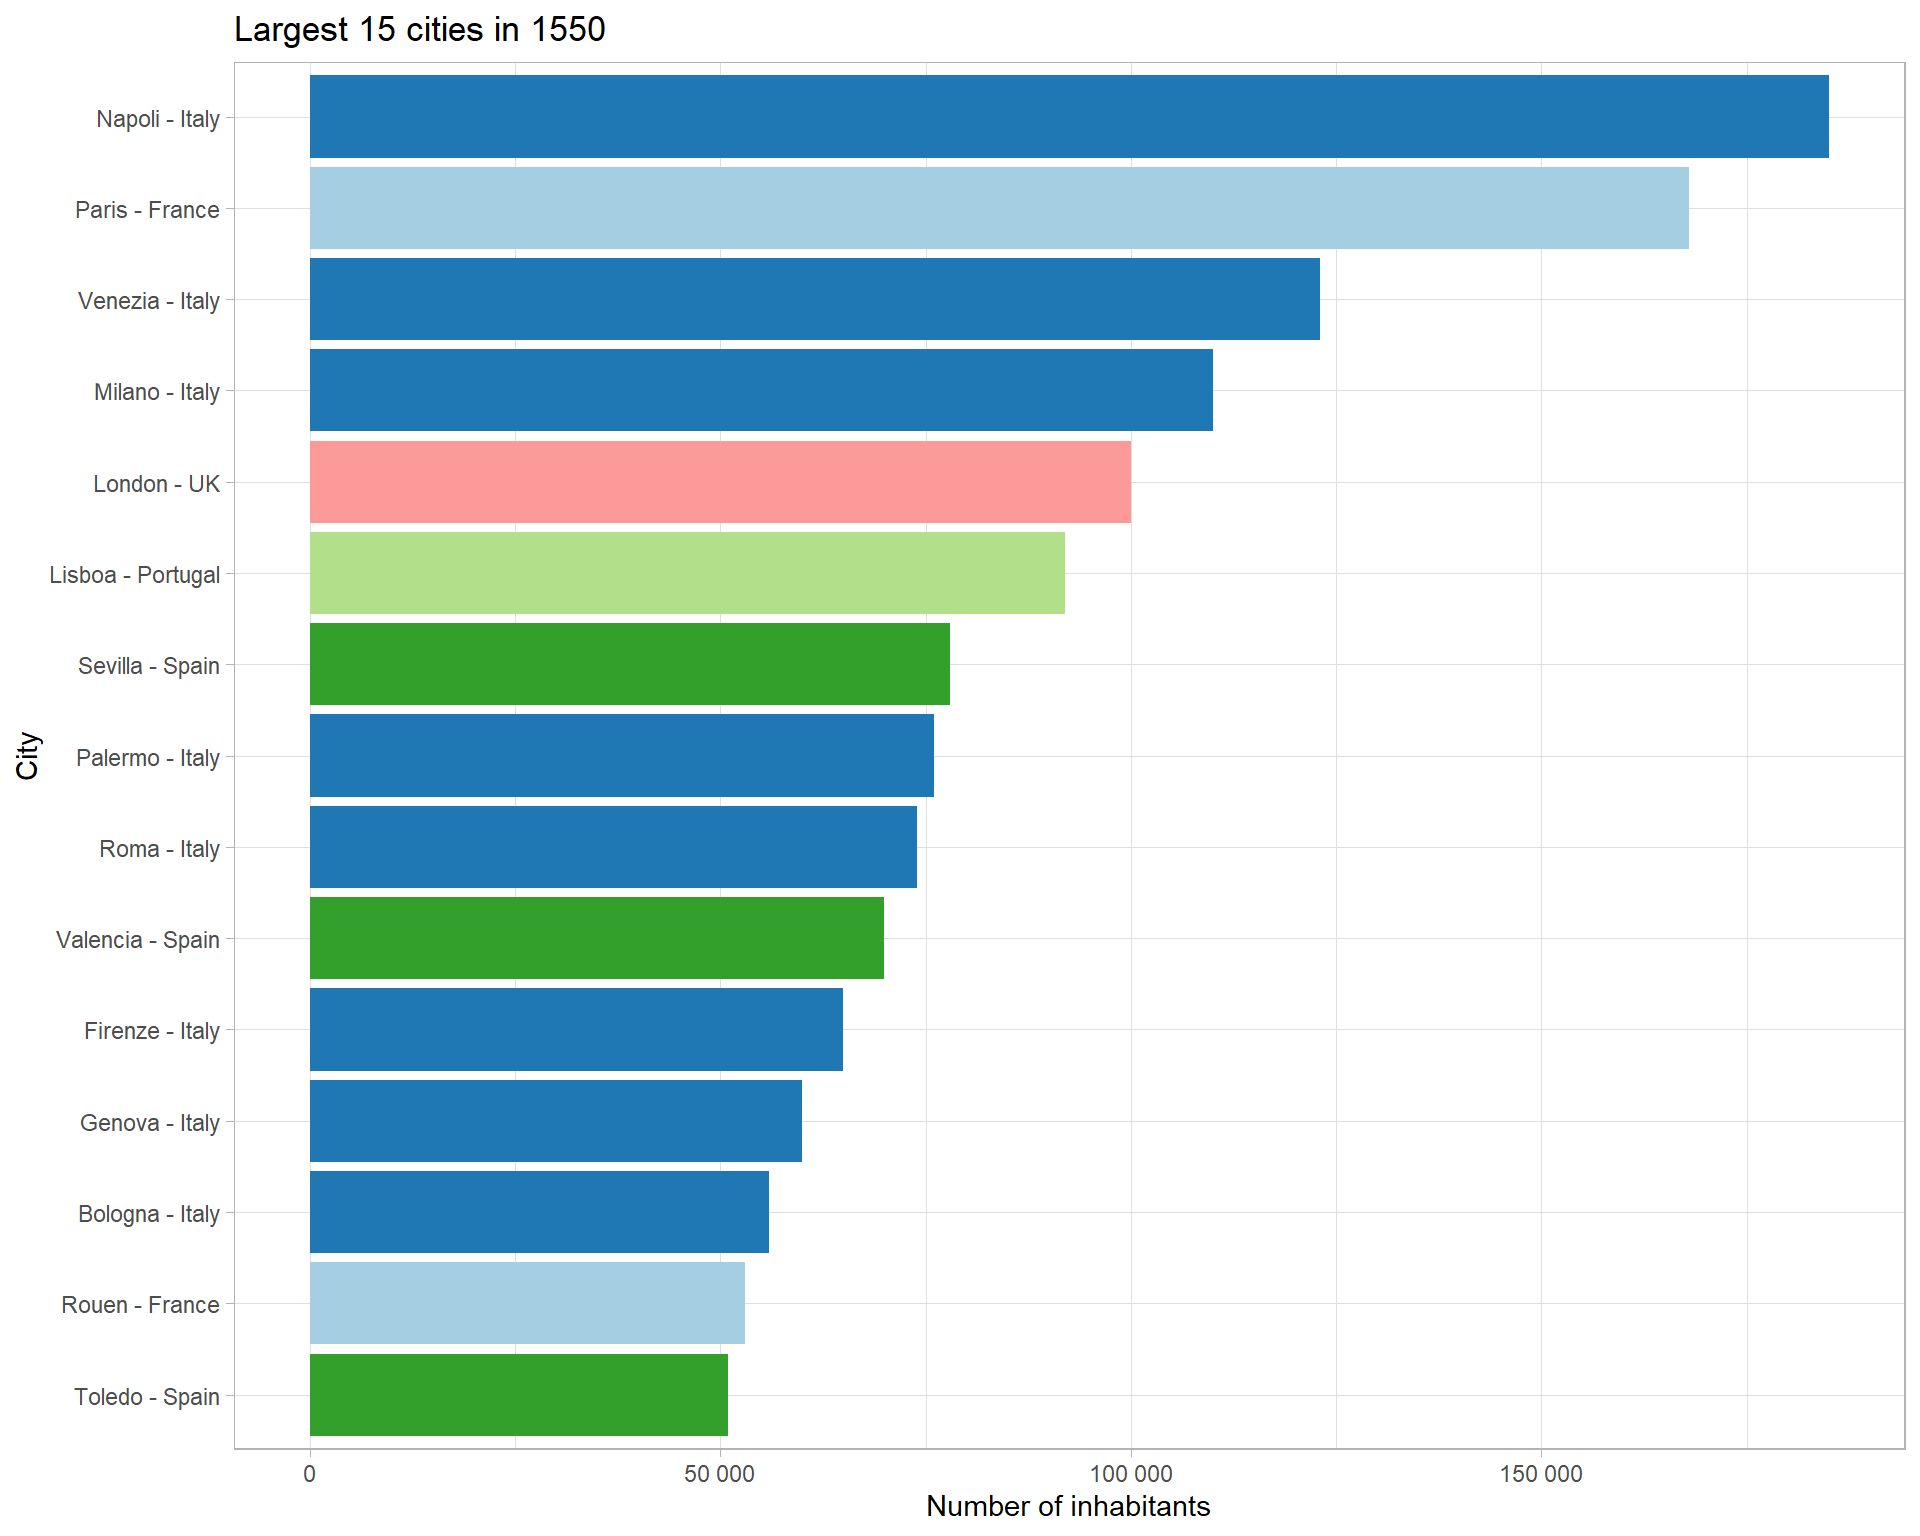 Largest 15 cities in 1550
City
Napoli - Italy
Paris - France
Venezia - Italy
Milano - Italy
London - UK
Lisboa - Portugal
Sevilla - Spain
Palermo - Italy
Roma - Italy
Valencia - Spain
Firenze - Italy
Genova - Italy
Bologna - Italy
Rouen - France
Toledo - Spain
0 50 000 100 000 150 000
Number of inhabitants